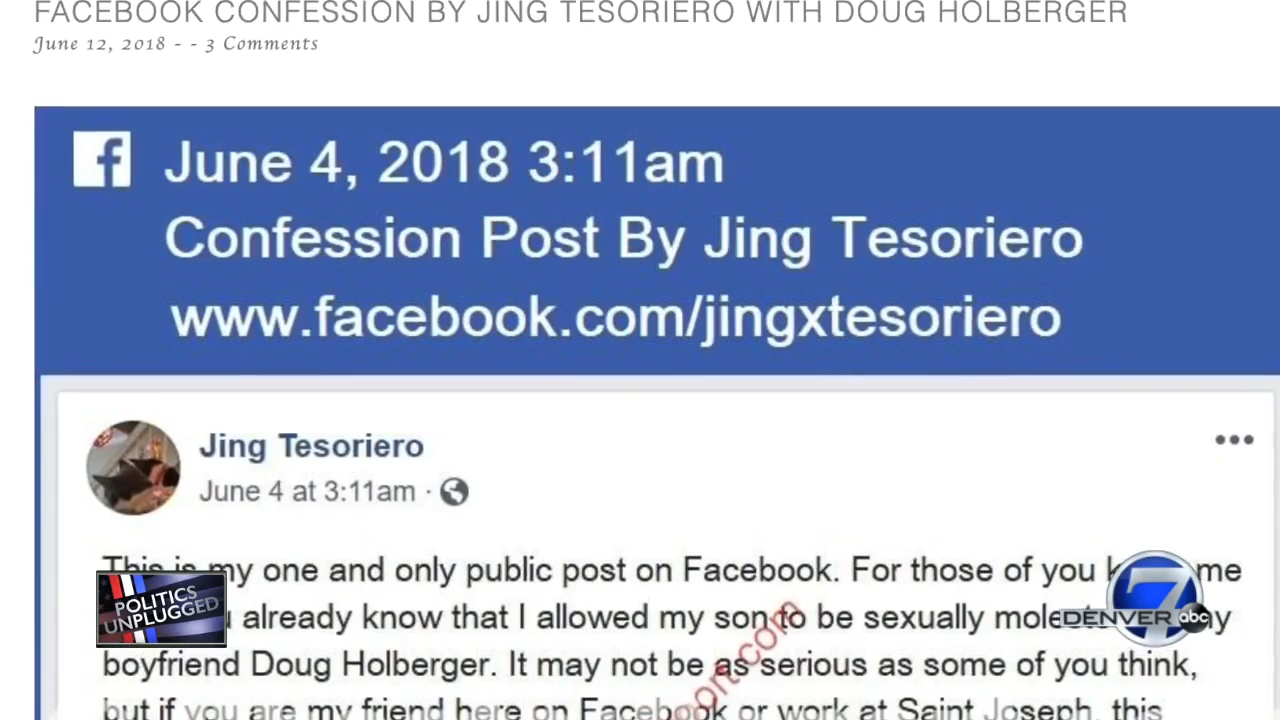 FACEBOOK CONFESSION BY JING TESORIERO WITH DOUG HOLBERGER
June 12, 2018 - - 3 Comments
June 4, 2018 3:11am
Confession Post By Jing Tesoriero
www.facebook.com/jingxtesoriero
Jing Tesoriero
June 4 at 3:11am ·
This is my one and only public post on Facebook. For those of you me
already know that I allowed my son to be sexually
boyfriend Doug Holberger. It may not be as serious as some of you think,
but if you are my friend here on Facebook or work at Saint Joseph, this
POLITICS
UNPLUGGED
7
DENVER abc